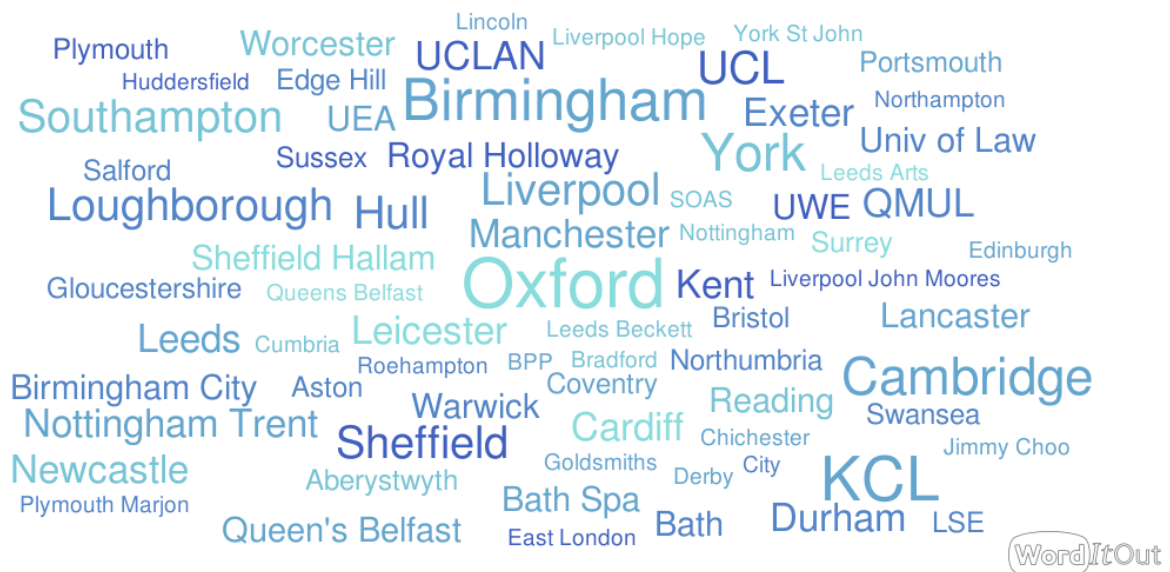 Lincoln
Plymouth Worcester UCLAN Liverpool Hope York St John
Huddersfield Edge Hill Birmingham UCL Portsmouth
Southampton UEA Exeter Northampton
Salford Sussex Royal Holloway York Univ of Law
Leeds Arts
Loughborough Hull Liverpool SOAS UWE QMUL
Manchester Nottingham Surrey Edinburgh
Sheffield Hallam
Gloucestershire Queens Belfast Oxford Kent Liverpool John Moores
Leeds Cumbria Leicester Leeds Beckett Bristol Lancaster
Roehampton BPP Bradford Northumbria
Birmingham City Aston Coventry Cambridge
Nottingham Trent Warwick Reading Swansea
Sheffield Cardiff Chichester Jimmy Choo
Newcastle Aberystwyth Goldsmiths Derby City KCL
Plymouth Marjon Bath Spa
Queen's Belfast East London Bath Durham LSE
WordItOut